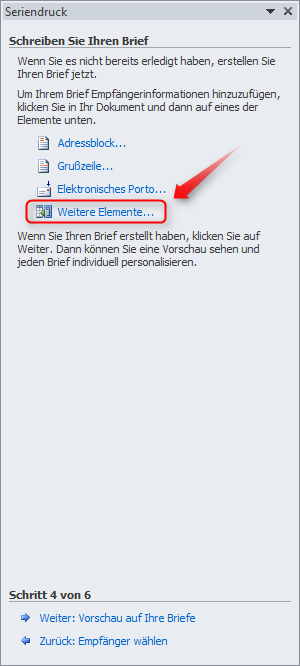 Seriendruck
Schreiben Sie Ihren Brief
Wenn Sie es nicht bereits erledigt haben, erstellen Sie
Ihren Brief jetzt.
Um Ihrem Brief Empfängerinformationen hinzuzufügen,
klicken Sie in Ihr Dokument und dann auf eines der
Elemente unten.
Adressblock...
Grußzeile...
Elektronisches Porto...
Weitere Elemente...
Wenn Sie Ihren Brief erstellt haben, klicken Sie auf
Weiter. Dann können Sie eine Vorschau sehen und
jeden Brief individuell personalisieren.
Schritt 4 von 6
Weiter: Vorschau auf Ihre Briefe
Zurück: Empfänger wählen